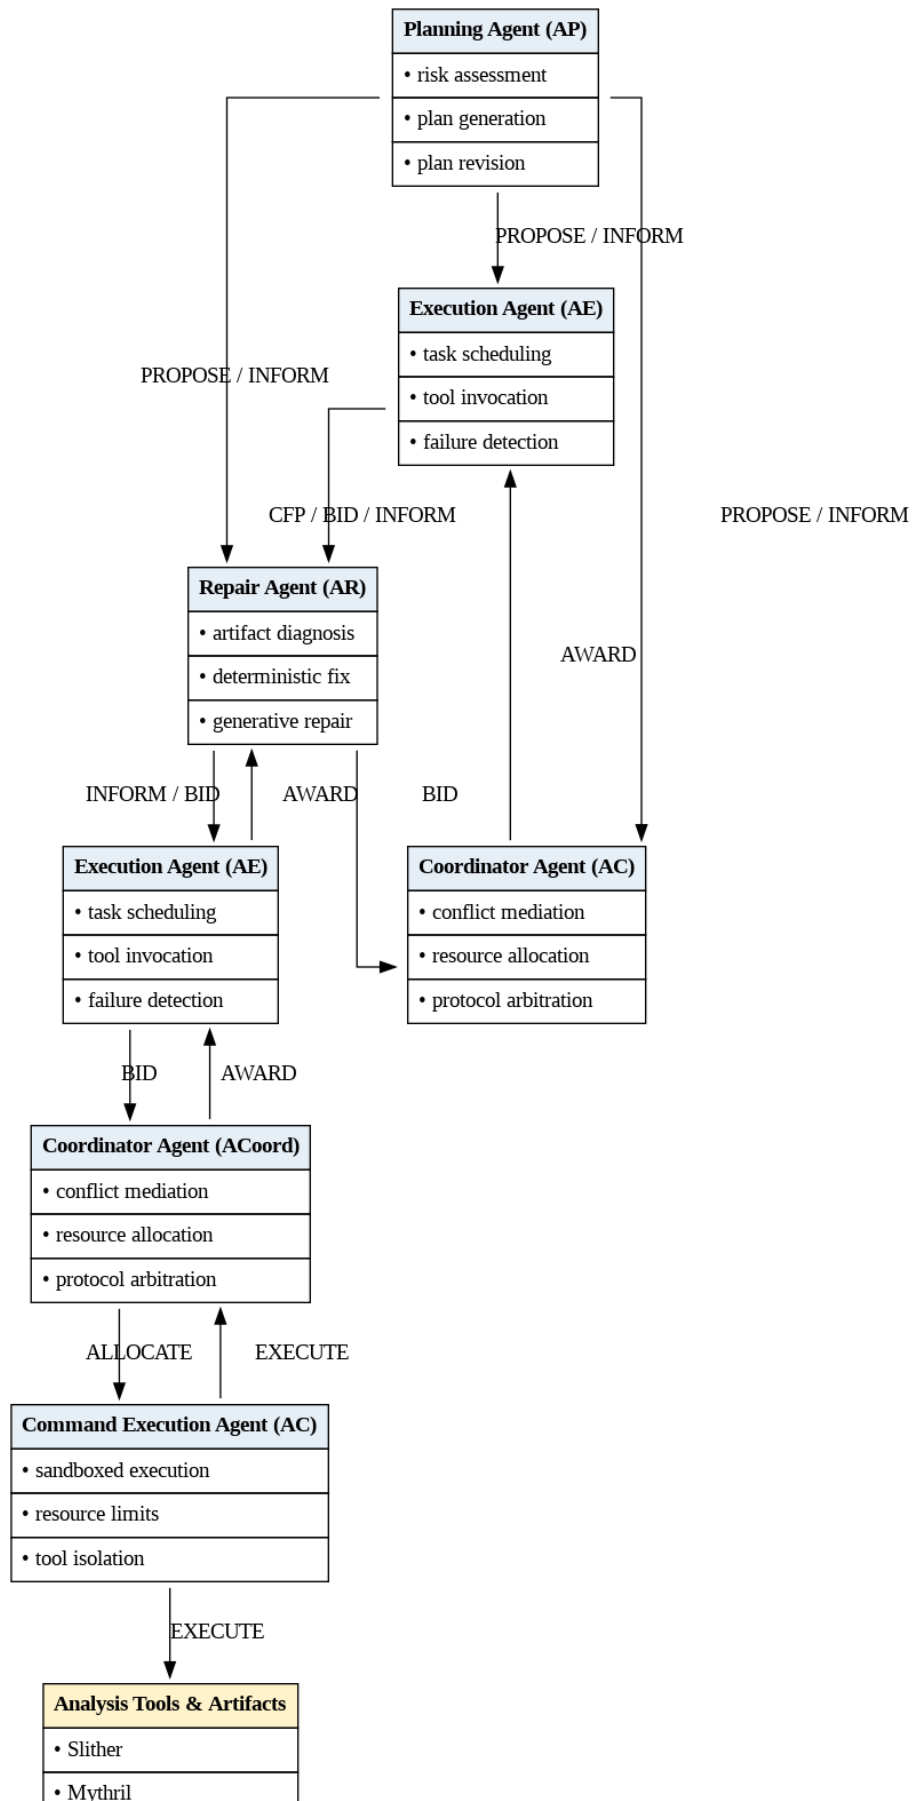 Planning Agent (AP)
• risk assessment
• plan generation
• plan revision
PROPOSE / INFORM
Execution Agent (AE)
• task scheduling
• tool invocation
• failure detection
PROPOSE / INFORM
CFP / BID / INFORM
PROPOSE / INFORM
Repair Agent (AR)
• artifact diagnosis
• deterministic fix
• generative repair
AWARD
INFORM / BID
AWARD
BID
Execution Agent (AE)
• task scheduling
• tool invocation
• failure detection
Coordinator Agent (AC)
• conflict mediation
• resource allocation
• protocol arbitration
BID
AWARD
Coordinator Agent (ACoord)
• conflict mediation
• resource allocation
• protocol arbitration
ALLOCATE
EXECUTE
Command Execution Agent (AC)
• sandboxed execution
• resource limits
• tool isolation
EXECUTE
Analysis Tools & Artifacts
• Slither
• Mythril